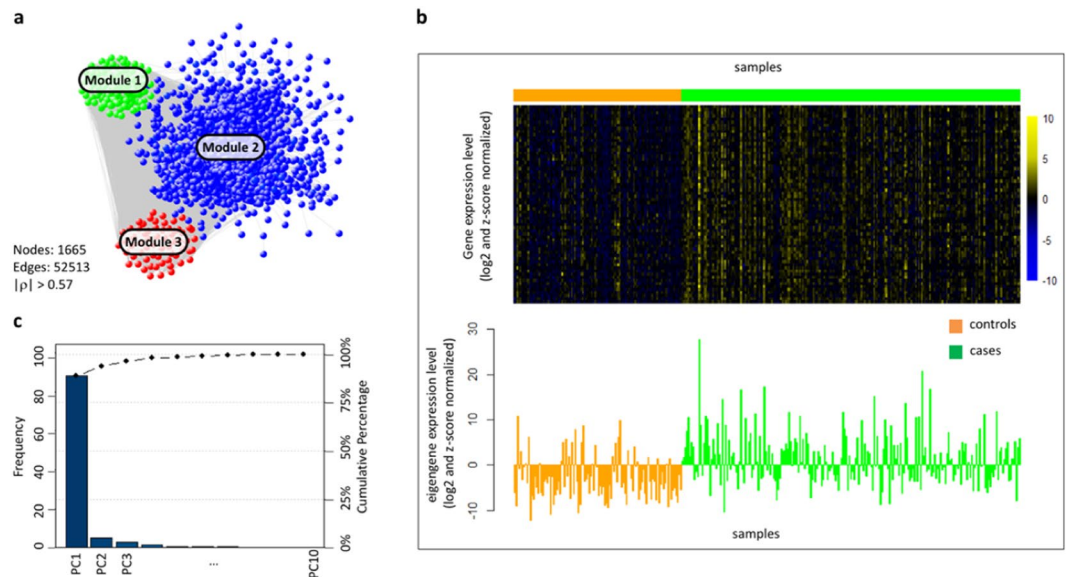 a
Module 1
Module 2
Module 3
Nodes: 1665
Edges: 52513
|ρ| > 0.57
b
samples
Gene expression level
(log2 and z-score normalized)
10
5
0
-5
-10
controls
cases
eigengene expression level
(log2 and z-score normalized)
30
20
10
0
-10
samples
c
Frequency
100
80
60
40
20
0
100%
75%
50%
25%
0%
Cumulative Percentage
PC1
PC2
PC3
...
PC10